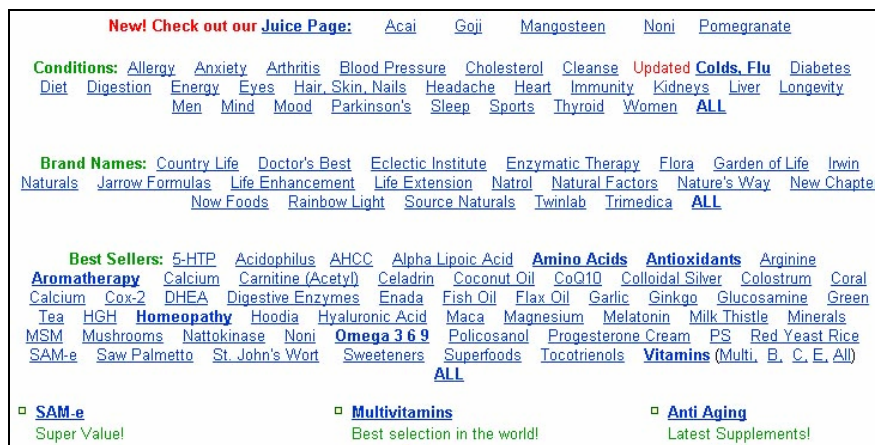 New! Check out our Juice Page: Acai Goji Mangosteen Noni Pomegranate
Conditions: Allergy Anxiety Arthritis Blood Pressure Cholesterol Cleanse Updated Colds, Flu Diabetes
Diet Digestion Energy Eyes Hair, Skin, Nails Headache Heart Immunity Kidneys Liver Longevity
Men Mind Mood Parkinson's Sleep Sports Thyroid Women ALL
Brand Names: Country Life Doctor's Best Eclectic Institute Enzymatic Therapy Flora Garden of Life Irwin
Naturals Jarrow Formulas Life Enhancement Life Extension Natrol Natural Factors Nature's Way New Chapte
Now Foods Rainbow Light Source Naturals Twinlab Trimedica ALL
Best Sellers: 5-HTP Acidophilus AHCC Alpha Lipoic Acid Amino Acids Antioxidants Arginine
Aromatherapy Calcium Carnitine (Acetyl) Celadrin Coconut Oil CoQ10 Colloidal Silver Colostrum Coral
Calcium Cox-2 DHEA Digestive Enzymes Enada Fish Oil Flax Oil Garlic Ginkgo Glucosamine Green
Tea HGH Homeopathy Hoodia Hyaluronic Acid Maca Magnesium Melatonin Milk Thistle Minerals
MSM Mushrooms Nattokinase Noni Omega 3 6 9 Policosanol Progesterone Cream PS Red Yeast Rice
SAM-e Saw Palmetto St. John's Wort Sweeteners Superfoods Tocotrienols Vitamins (Multi, B, C, E, All)
ALL
SAM-e Multivitamins Anti Aging
Super Value! Best selection in the world! Latest Supplements!